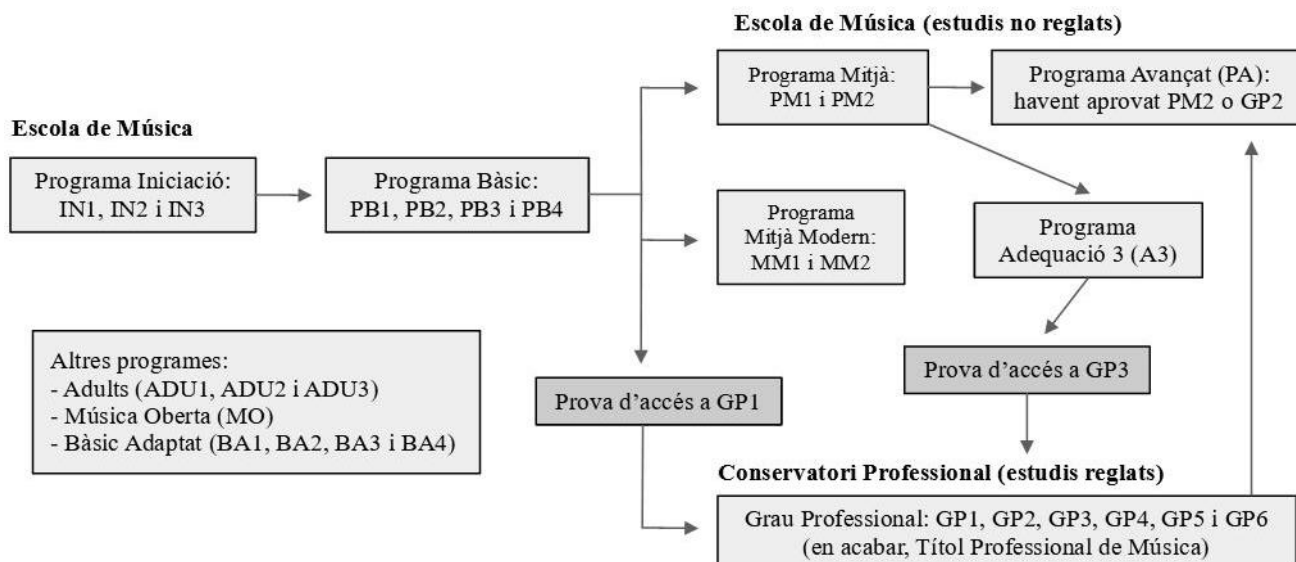 Escola de Música (estudis no reglats)
Programa Mitjà:
PM1 i PM2
Programa Avançat (PA):
havent aprovat PM2 o GP2
Escola de Música
Programa Iniciació:
IN1, IN2 i IN3
Programa Bàsic:
PB1, PB2, PB3 i PB4
Programa
Mitjà Modern:
MM1 i MM2
Programa
Adequació 3 (A3)
Altres programes:
- Adults (ADU1, ADU2 i ADU3)
- Música Oberta (MO)
- Bàsic Adaptat (BA1, BA2, BA3 i BA4)
Prova d’accés a GP1
Prova d’accés a GP3
Conservatori Professional (estudis reglats)
Grau Professional: GP1, GP2, GP3, GP4, GP5 i GP6
(en acabar, Títol Professional de Música)